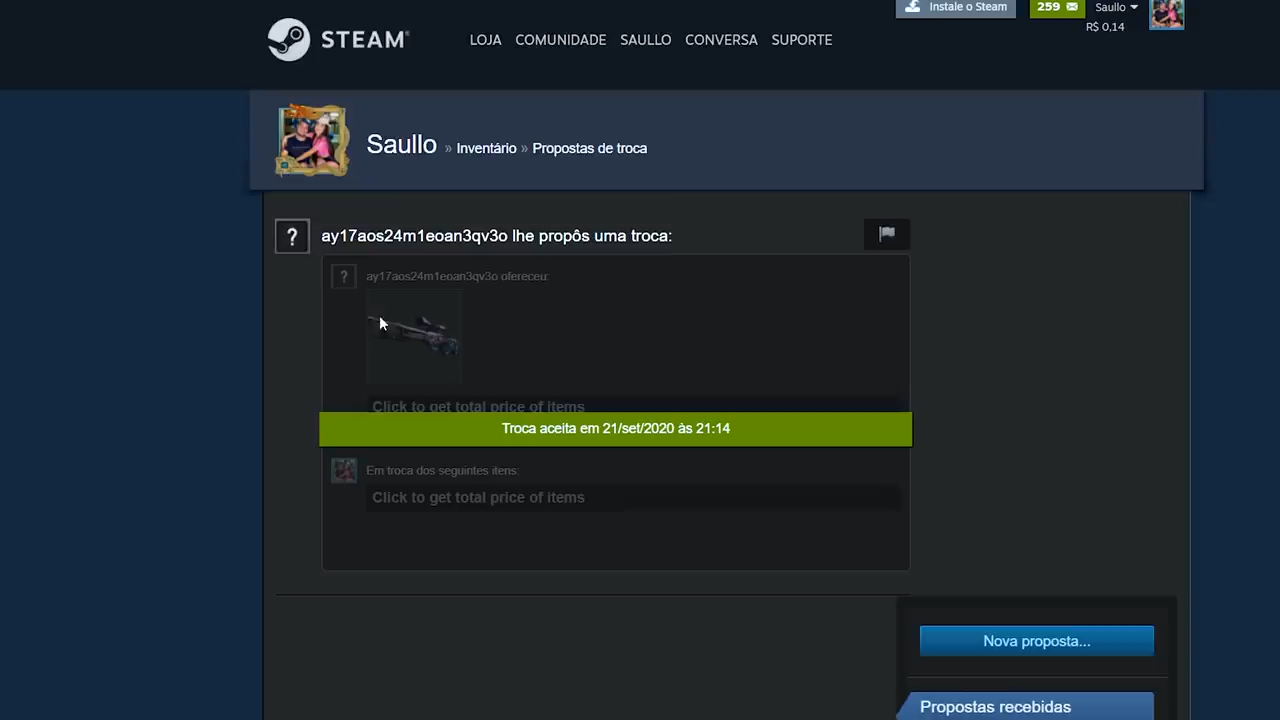 Instale o Steam
259
Saullo
R$ 0,14
STEAM®
LOJA COMUNIDADE SAULLO CONVERSA SUPORTE
Saullo » Inventário » Propostas de troca
? ay17aos24m1eoan3qv3o lhe propôs uma troca:
? ay17aos24m1eoan3qv3o ofereceu:
Click to get total price of items
Troca aceita em 21/set/2020 às 21:14
Em troca dos seguintes itens:
Click to get total price of items
Nova proposta...
Propostas recebidas